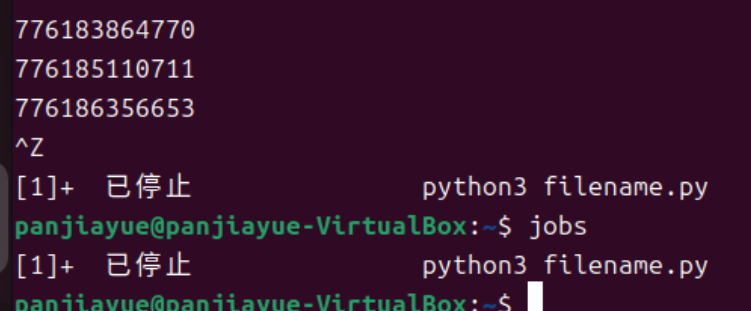 776183864770
776185110711
776186356653
^Z
[1]+  已停止               python3 filename.py
panjiayue@panjiayue-VirtualBox:~$ jobs
[1]+  已停止               python3 filename.py
panjiayue@panjiayue-VirtualBox:~$